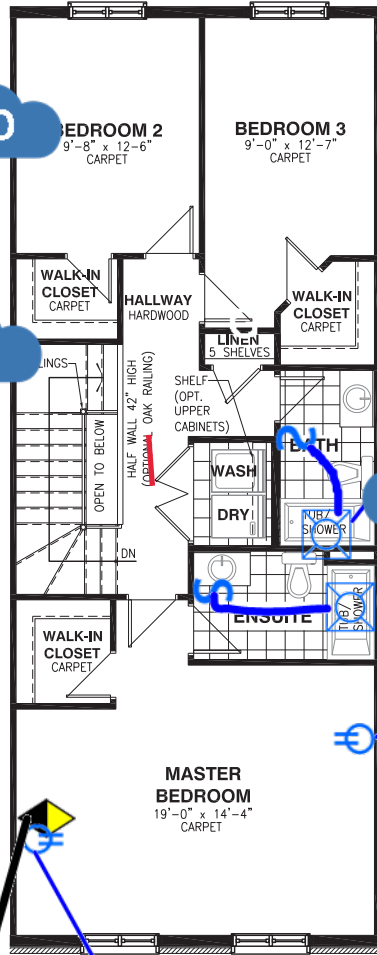 BEDROOM 2
9'-8" x 12-6"
CARPET
BEDROOM 3
9'-0" x 12'-7"
CARPET
WALK-IN
CLOSET
CARPET
HALLWAY
HARDWOOD
WALK-IN
CLOSET
CARPET
LINEN
5 SHELVES
LINGS
SHELF
(OPT.
UPPER
CABINETS)
HALF WALL 42" HIGH
(OPTIONAL OAK RAILING)
OPEN TO BELOW
BATH
WASH
DRY
TUB/
SHOWER
DN
ENSUITE
TUB/
SHOWER
WALK-IN
CLOSET
CARPET
MASTER
BEDROOM
19'-0" x 14'-4"
CARPET